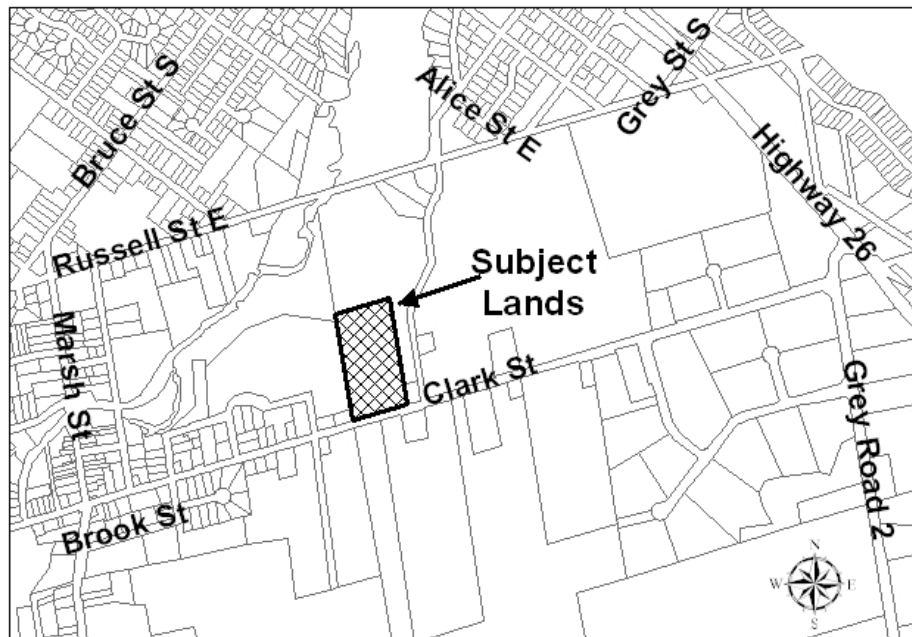 Bruce St S
Alice St E
Grey St S
Highway 26
Russell St E
Subject
Lands
Marsh St
Clark St
Grey Road 2
Brook St
N
W
E
S